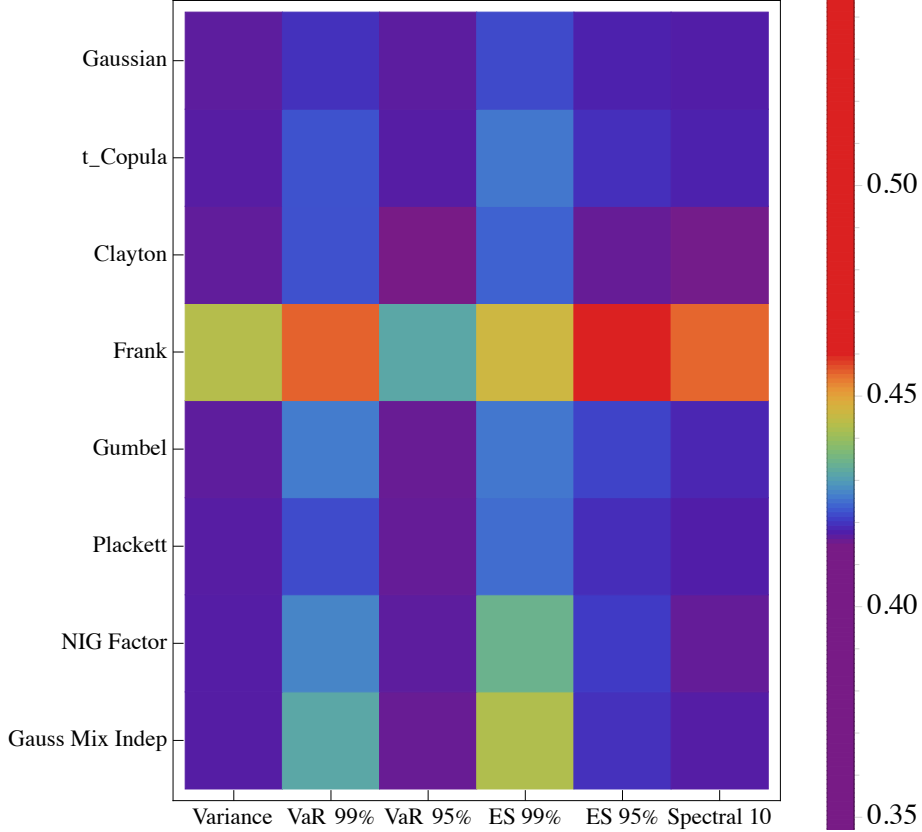 Gaussian
t_Copula
Clayton
Frank
Gumbel
Plackett
NIG Factor
Gauss Mix Indep
Variance VaR 99% VaR 95% ES 99% ES 95% Spectral 10
0.50
0.45
0.40
0.35